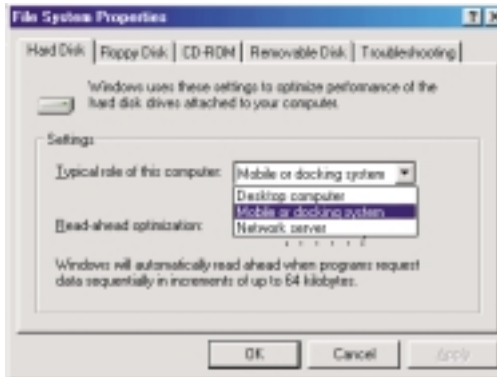 File System Properties
Hard Disk | Floppy Disk | CD-ROM | Removable Disk | Troubleshooting
Windows uses these settings to optimize performance of the
hard disk drives attached to your computer.
Settings
Typical role of this computer: Mobile or docking system
Desktop computer
Mobile or docking system
Network server
Read-ahead optimization:
Windows will automatically read ahead when programs request
data sequentially in increments of up to 64 kilobytes.
OK Cancel Apply